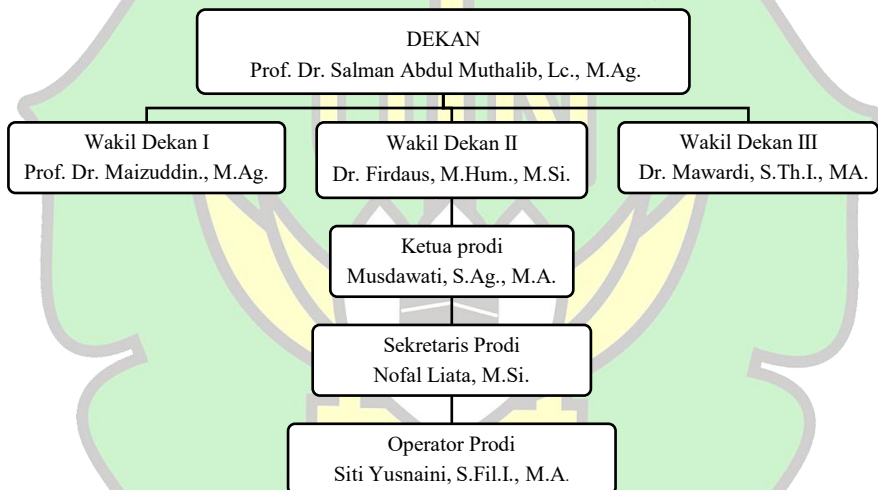 DEKAN
Prof. Dr. Salman Abdul Muthalib, Lc., M.Ag.
Wakil Dekan I
Prof. Dr. Maizuddin., M.Ag.
Wakil Dekan II
Dr. Firdaus, M.Hum., M.Si.
Wakil Dekan III
Dr. Mawardi, S.Th.I., MA.
Ketua prodi
Musdawati, S.Ag., M.A.
Sekretaris Prodi
Nofal Liata, M.Si.
Operator Prodi
Siti Yusnaini, S.Fil.I., M.A.